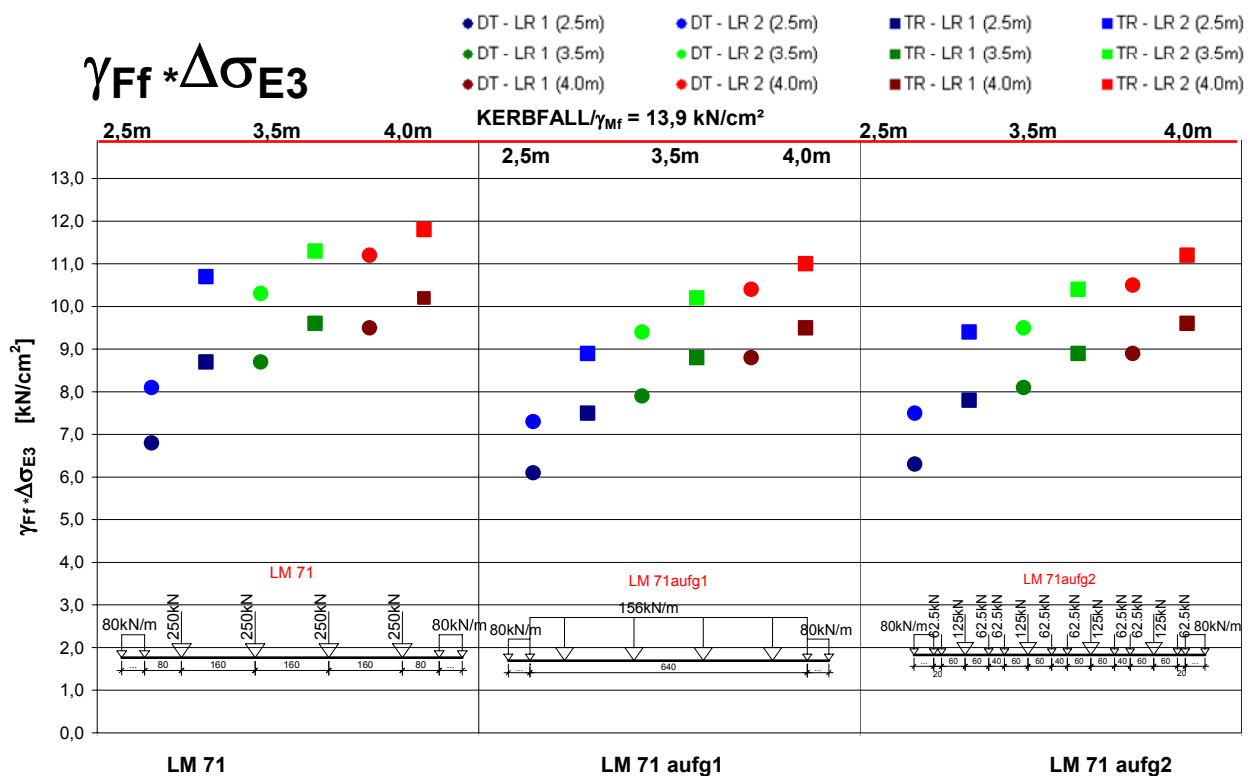 γFf *ΔσE3
DT - LR 1 (2.5m) DT - LR 2 (2.5m) TR - LR 1 (2.5m) TR - LR 2 (2.5m)
DT - LR 1 (3.5m) DT - LR 2 (3.5m) TR - LR 1 (3.5m) TR - LR 2 (3.5m)
DT - LR 1 (4.0m) DT - LR 2 (4.0m) TR - LR 1 (4.0m) TR - LR 2 (4.0m)
KERBFALL/γMf = 13,9 kN/cm²
2,5m 3,5m 4,0m 2,5m 3,5m 4,0m
2,5m 3,5m 4,0m
γFf *ΔσE3 [kN/cm²]
13,0
12,0
11,0
10,0
9,0
8,0
7,0
6,0
5,0
4,0
3,0
2,0
1,0
0,0
LM 71
80kN/m 250kN 250kN 250kN 250kN 80kN/m
... 80 160 160 160 80 ...
LM 71aufg1
156kN/m
80kN/m 80kN/m
... 640 ...
LM 71aufg2
80kN/m 62.5kN 125kN 62.5kN 62.5kN 125kN 62.5kN 62.5kN 125kN 62.5kN 62.5kN 125kN 62.5kN 80kN/m
... 60 60 40 60 60 40 60 60 40 60 60 ...
20 20
LM 71 LM 71 aufg1 LM 71 aufg2